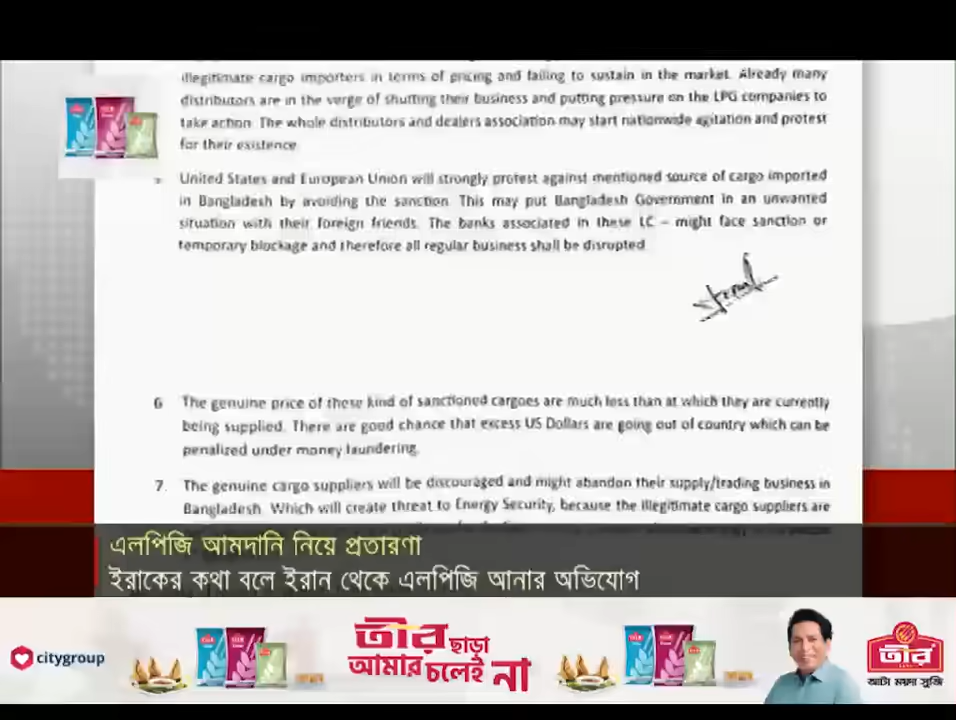 illegitimate cargo importers in terms of pricing and failing to sustain in the market. Already many
distributors are in the verge of shutting their business and putting pressure on the LPG companies to
take action. The whole distributors and dealers association may start nationwide agitation and protest
for their existence
United States and European Union will strongly protest against mentioned source of cargo imported
in Bangladesh by avoiding the sanction. This may put Bangladesh Government in an unwanted
situation with their foreign friends. The banks associated in these LC – might face sanction or
temporary blockage and therefore all regular business shall be disrupted
6 The genuine price of these kind of sanctioned cargoes are much less than at which they are currently
being supplied. There are good chance that excess US Dollars are going out of country which can be
penalized under money laundering.
7. The genuine cargo suppliers will be discouraged and might abandon their supply/trading business in
Bangladesh. Which will create threat to Energy Security, because the illegitimate cargo suppliers are
এলপিজি আমদানি নিয়ে প্রতারণা
ইরাকের কথা বলে ইরান থেকে এলপিজি আনার অভিযোগ
citygroup
তীর ছাড়া
আমার চলেই না
তীর
আটা ময়দা সুজি